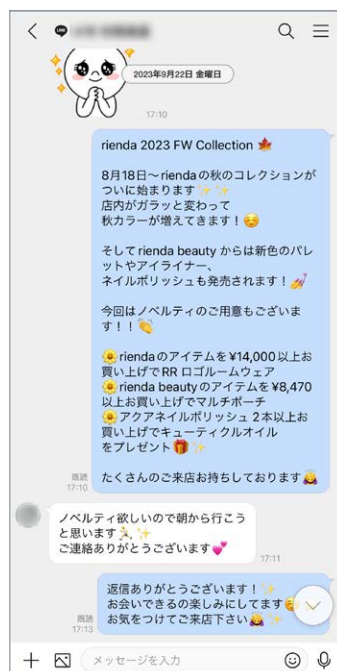 LINE
2023年9月22日 金曜日
17:10
rienda 2023 FW Collection 🍁
8月18日〜riendaの秋のコレクションが
ついに始まります✨✨
店内がガラッと変わって
秋カラーが増えてきます！☺️
そしてrienda beauty からは新色のパレ
ットやアイライナー、
ネイルポリッシュも発売されます！💅
今回はノベルティのご用意もございま
す！！👏
🌼riendaのアイテムを¥14,000以上お
買い上げでRR ロゴルームウェア
🌼rienda beautyのアイテムを¥8,470
以上お買い上げでマルチポーチ
🌼アクアネイルポリッシュ 2本以上お
買い上げでキューティクルオイル
をプレゼント🎁✨
たくさんのご来店お持ちしております🙇‍♀️
既読
17:10
ノベルティ欲しいので朝から行こう
と思います🏃✨
ご連絡ありがとうございます💕
17:11
返信ありがとうございます！✨
お会いできるの楽しみにしてます🥰
お気をつけてご来店下さい🙇‍♀️✨
既読
17:13
メッセージを入力